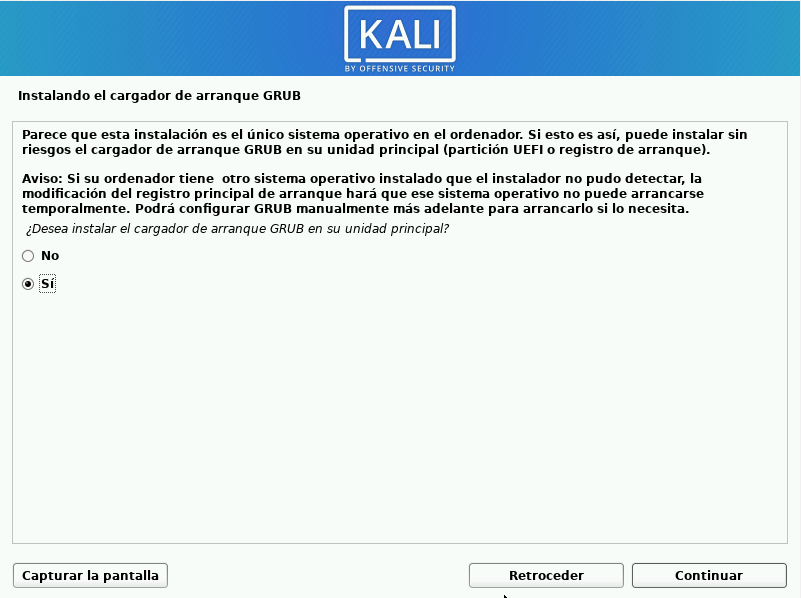 KALI
BY OFFENSIVE SECURITY
Instalando el cargador de arranque GRUB
Parece que esta instalación es el único sistema operativo en el ordenador. Si esto es así, puede instalar sin
riesgos el cargador de arranque GRUB en su unidad principal (partición UEFI o registro de arranque).
Aviso: Si su ordenador tiene  otro sistema operativo instalado que el instalador no pudo detectar, la
modificación del registro principal de arranque hará que ese sistema operativo no puede arrancarse
temporalmente. Podrá configurar GRUB manualmente más adelante para arrancarlo si lo necesita.
¿Desea instalar el cargador de arranque GRUB en su unidad principal?
No
Sí
Capturar la pantalla
Retroceder
Continuar